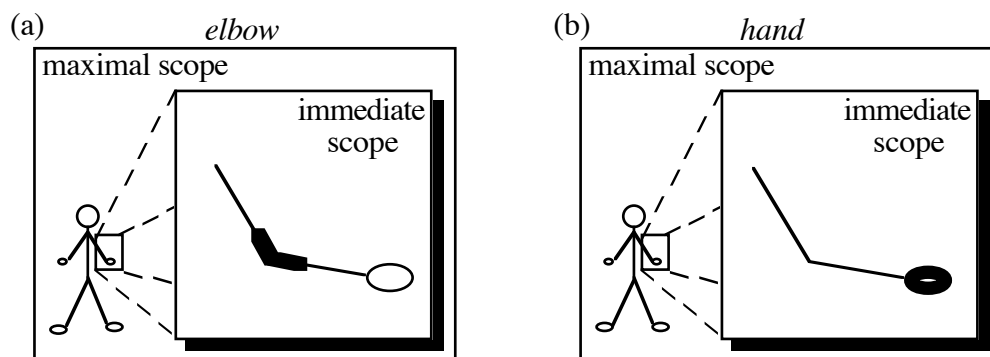 (a) elbow
maximal scope
immediate
scope
(b) hand
maximal scope
immediate
scope